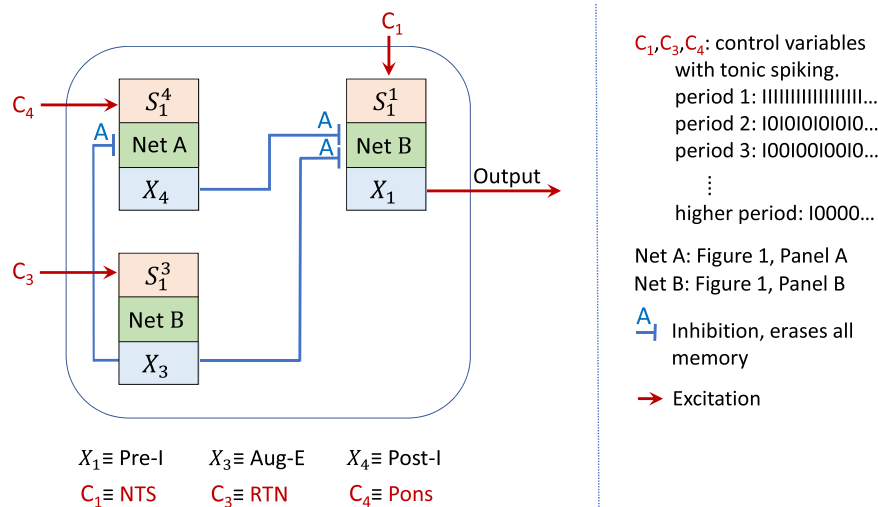 C₁
C₄
S₁⁴
A
Net A
X₄
S₁¹
A
A
Net B
X₁
Output
C₃
S₁³
Net B
X₃
X₁≡ Pre-I X₃≡ Aug-E X₄≡ Post-I
C₁≡ NTS C₃≡ RTN C₄≡ Pons
C₁,C₃,C₄: control variables
with tonic spiking.
period 1: IIIIIIIIIIIIIIIIII...
period 2: I0I0I0I0I0I0...
period 3: I00I00I00I0...
⋮
higher period: I0000...
Net A: Figure 1, Panel A
Net B: Figure 1, Panel B
A
Inhibition, erases all
memory
Excitation